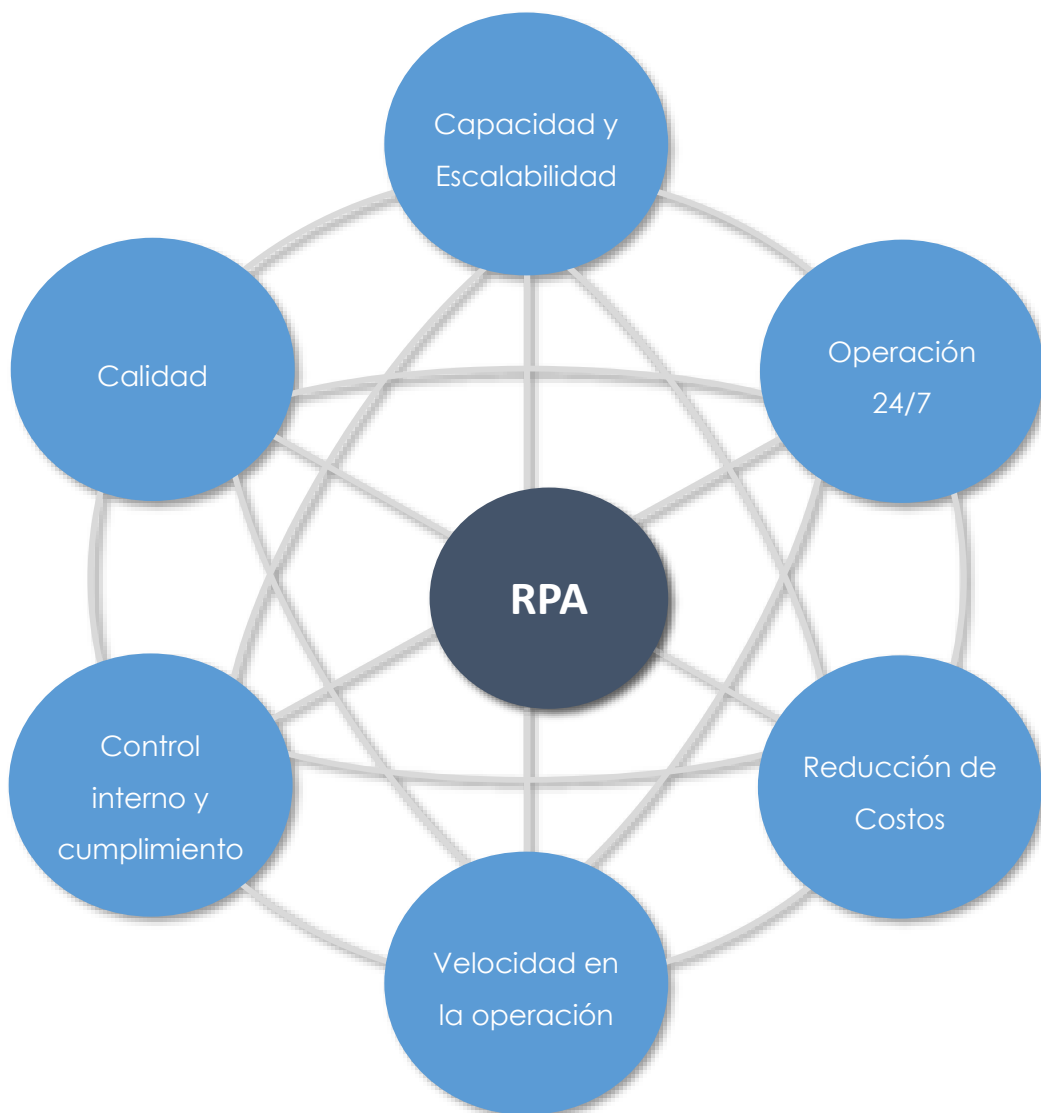 Capacidad y
Escalabilidad
Operación
24/7
Calidad
RPA
Control
interno y
cumplimiento
Reducción de
Costos
Velocidad en
la operación